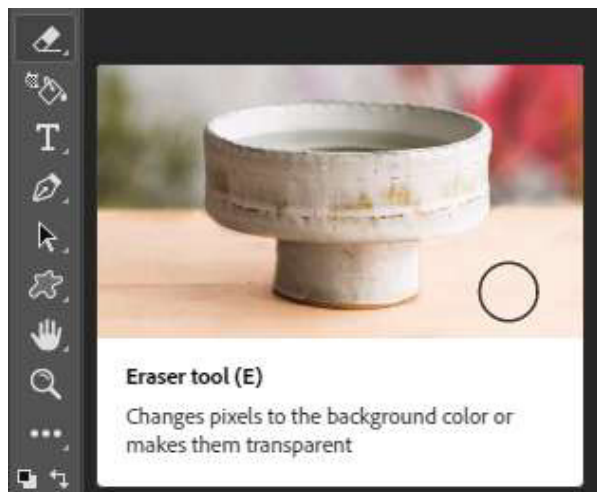 T
Eraser tool (E)
Changes pixels to the background color or
makes them transparent